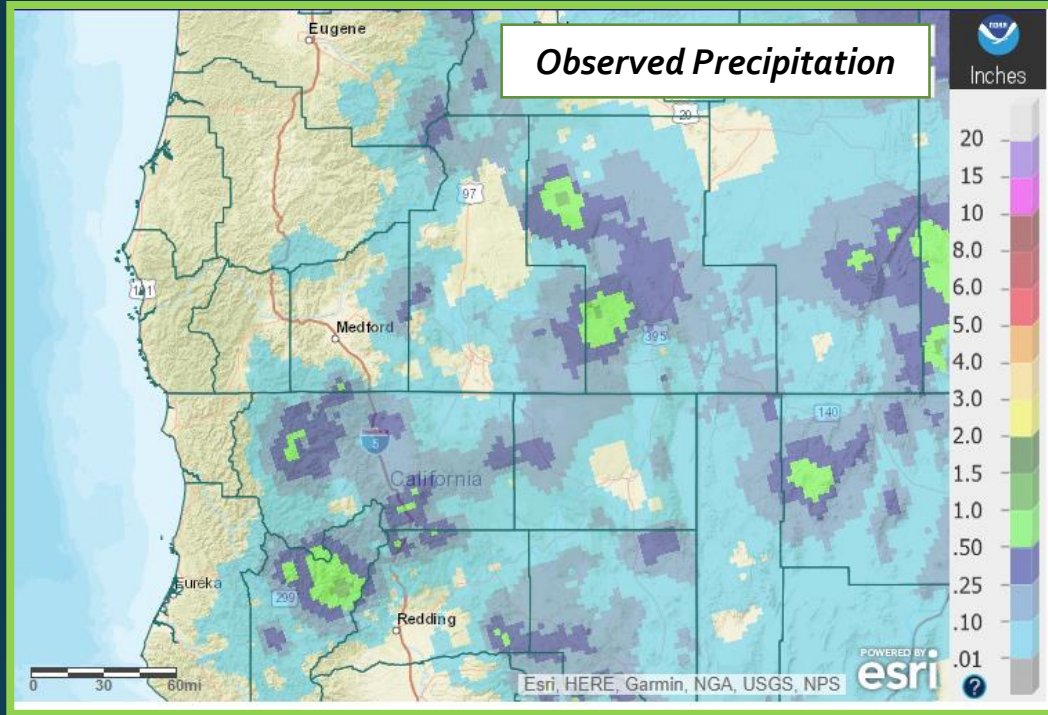 Eugene
Observed Precipitation
NOAA
Inches
20
97
101
Medford
395
5
140
California
Eureka
299
Redding
20
15
10
8.0
6.0
5.0
4.0
3.0
2.0
1.5
1.0
.50
.25
.10
.01
?
0 30 60mi
Esri, HERE, Garmin, NGA, USGS, NPS
POWERED BY
esri